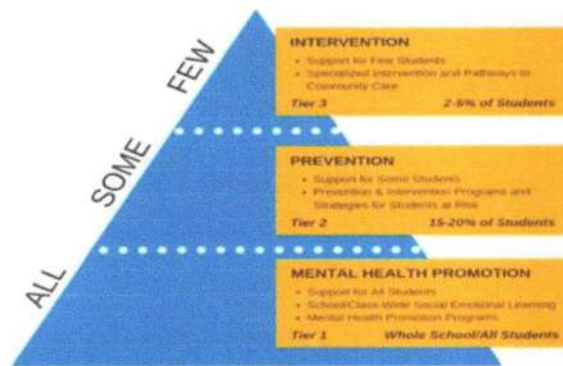 FEW
INTERVENTION
• Support for Few Students
• Specialized Intervention and Pathways to
Community Care
Tier 3 2-5% of Students
SOME
PREVENTION
• Support for Some Students
• Prevention & Intervention Programs and
Strategies for Students at Risk
Tier 2 15-20% of Students
ALL
MENTAL HEALTH PROMOTION
• Support for All Students
• School/Class-Wide Social Emotional Learning
• Mental Health Promotion Programs
Tier 1 Whole School/All Students